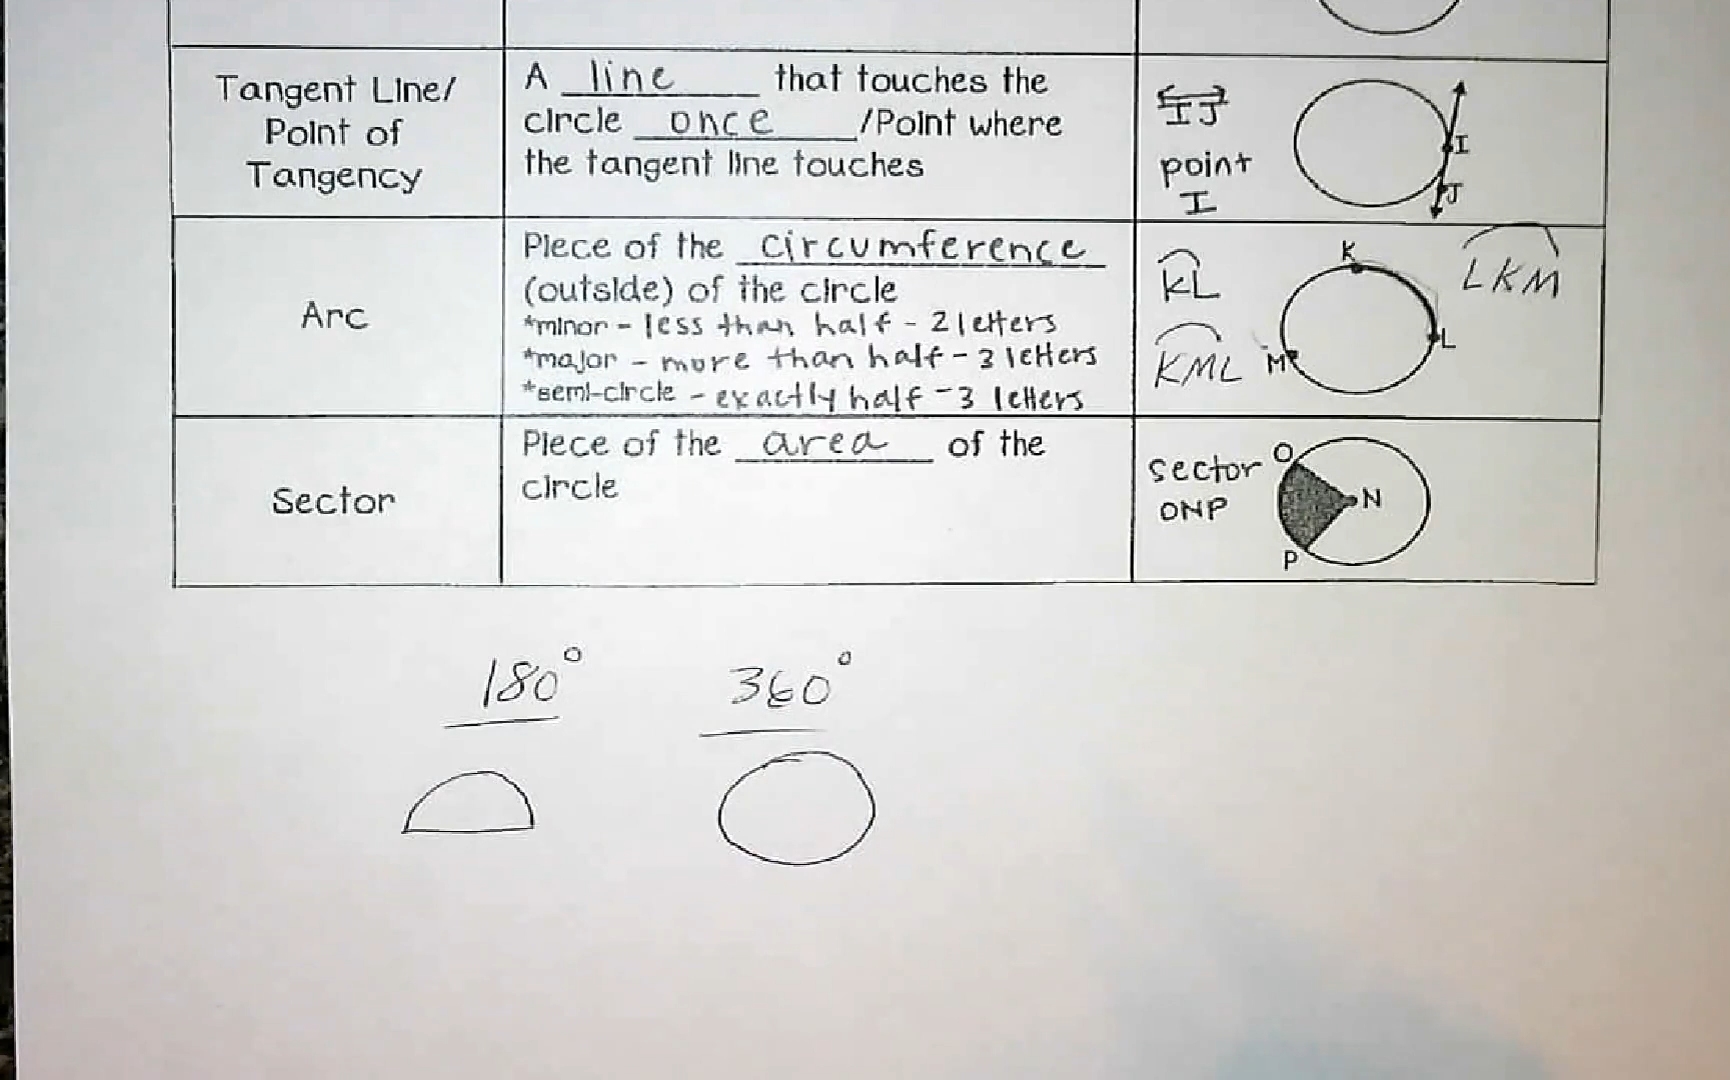 Tangent Line/
Point of
Tangency
A line that touches the
circle once /Point where
the tangent line touches
IJ
point
I
I
J
Arc
Piece of the circumference
(outside) of the circle
*minor - less than half - 2 letters
*major - more than half - 3 letters
*semi-circle - exactly half - 3 letters
KL
KML
K
L
M
LKM
Sector
Piece of the area of the
circle
sector
ONP
O
N
P
180°
360°